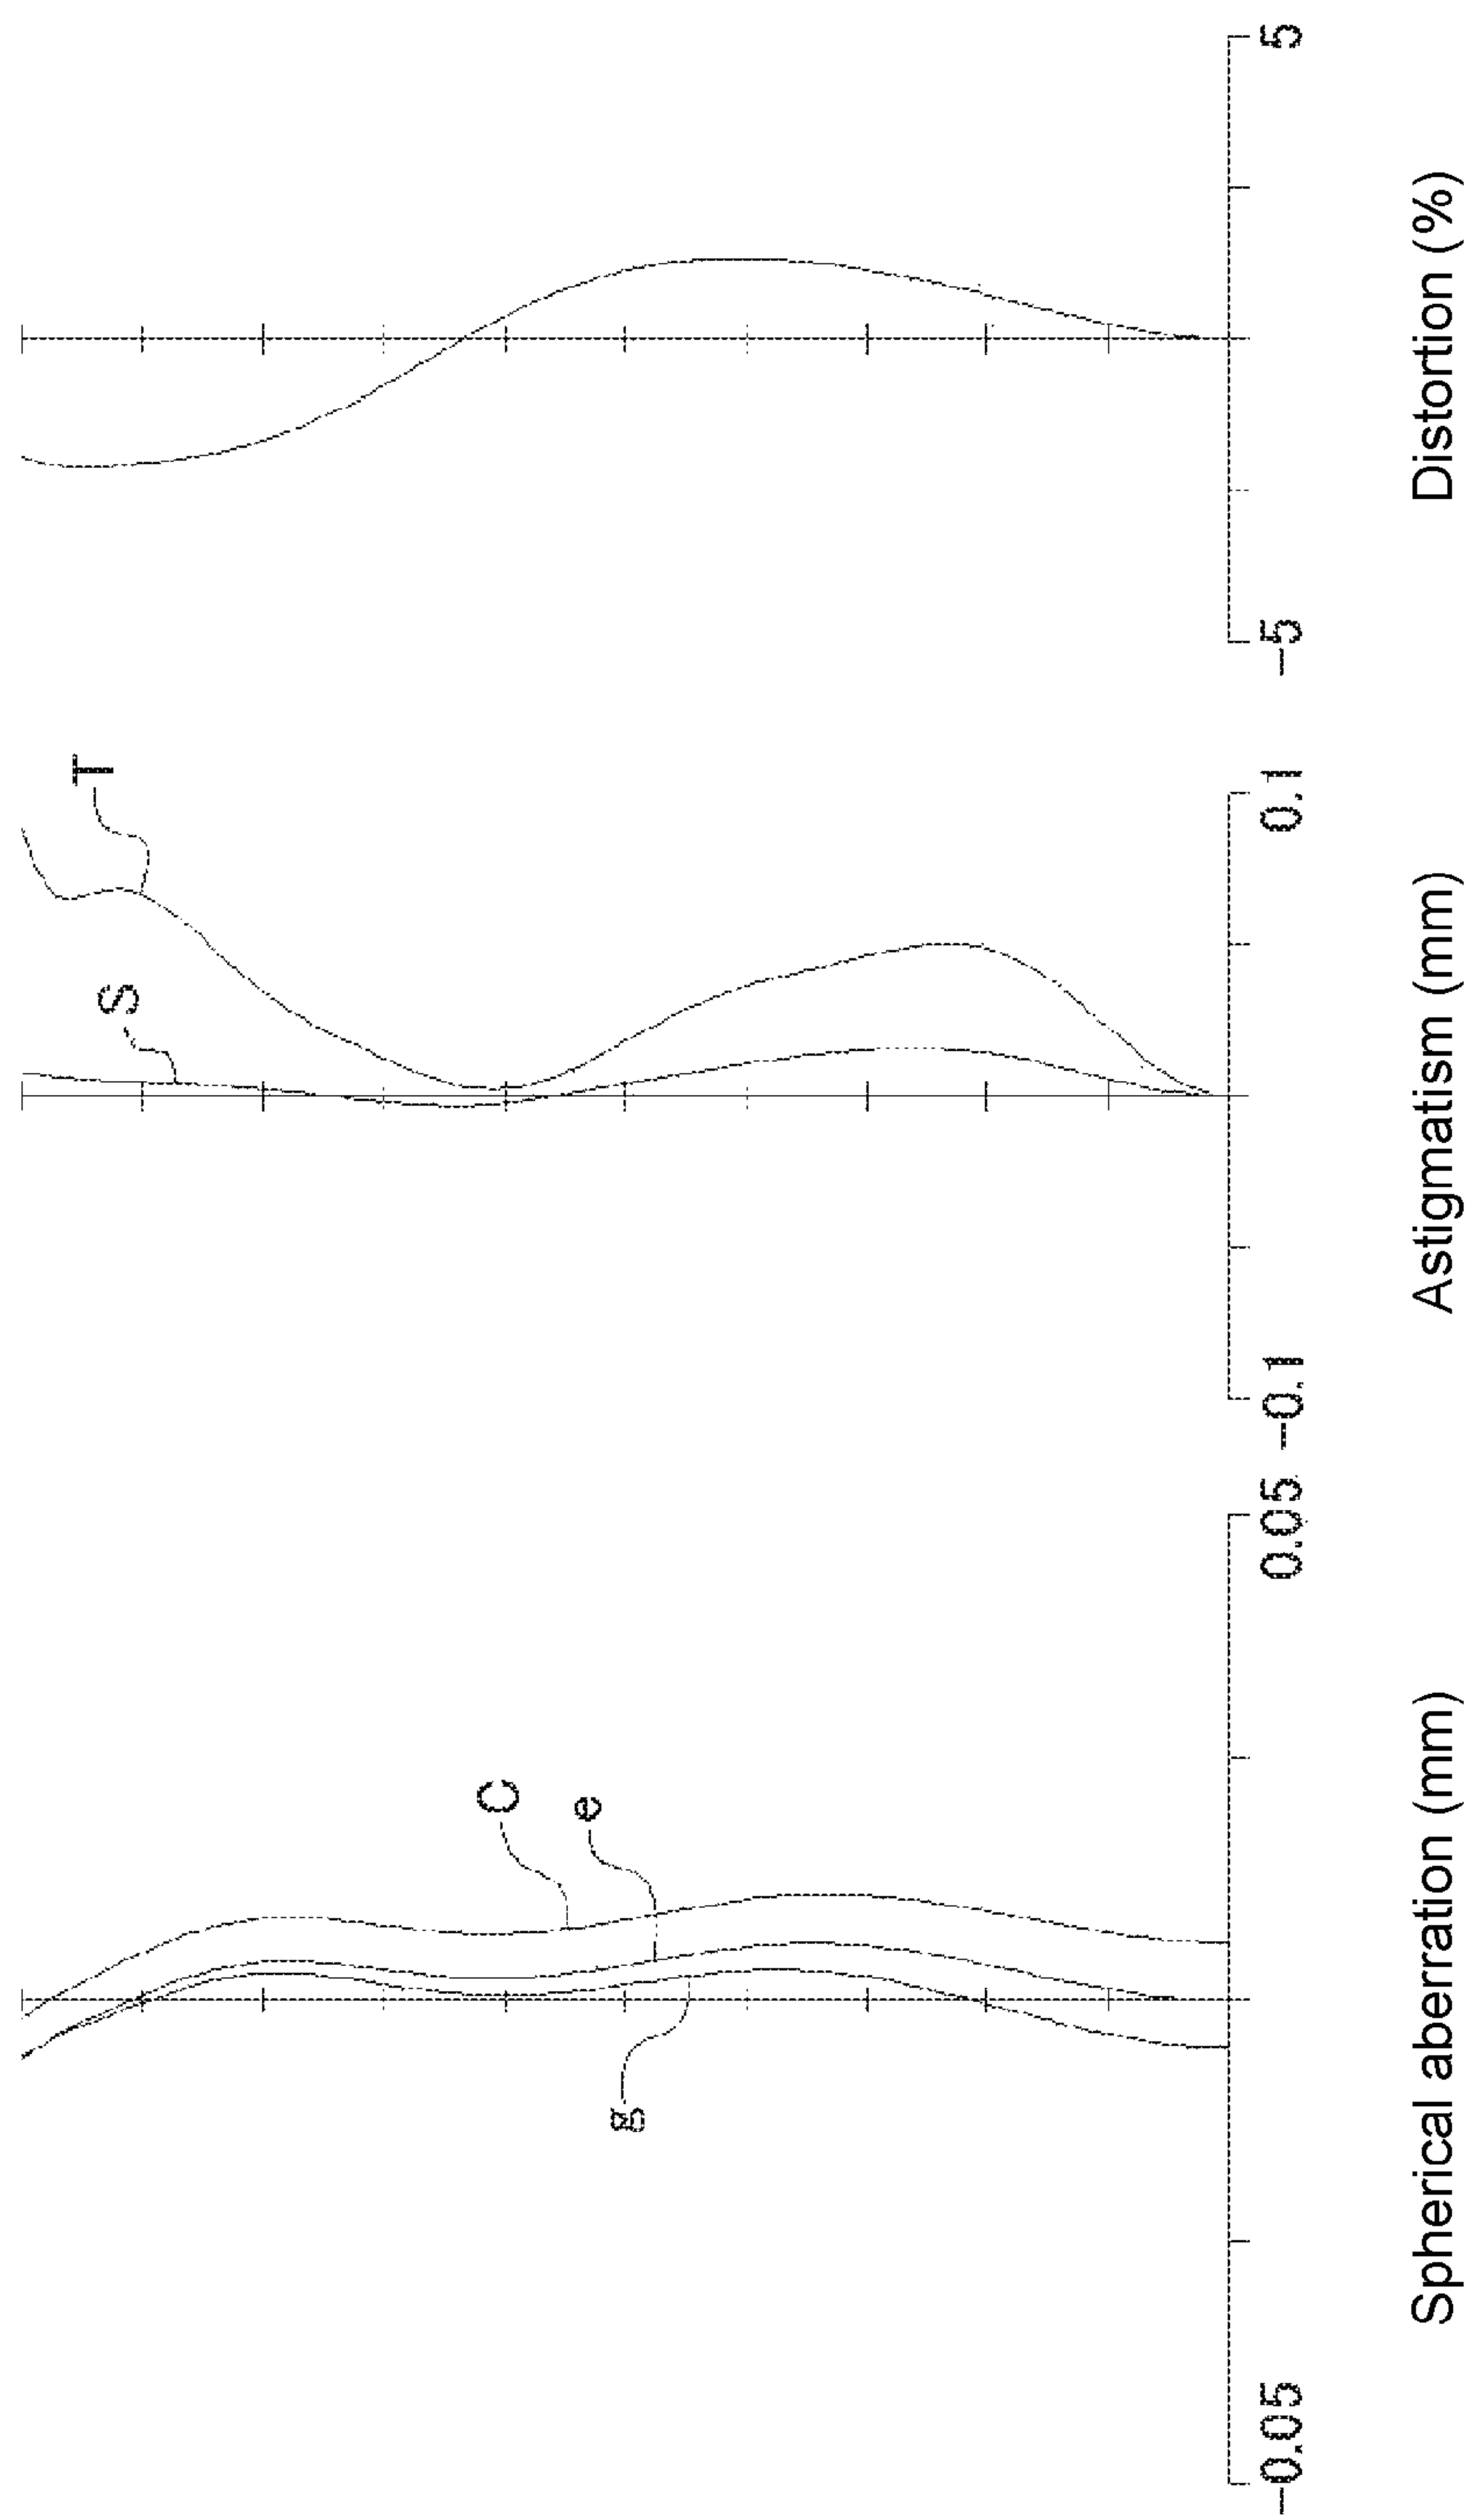 C
e
g
-0.05
0.05
Spherical aberration (mm)
S
T
-0.1
0.1
Astigmatism (mm)
-5
5
Distortion (%)